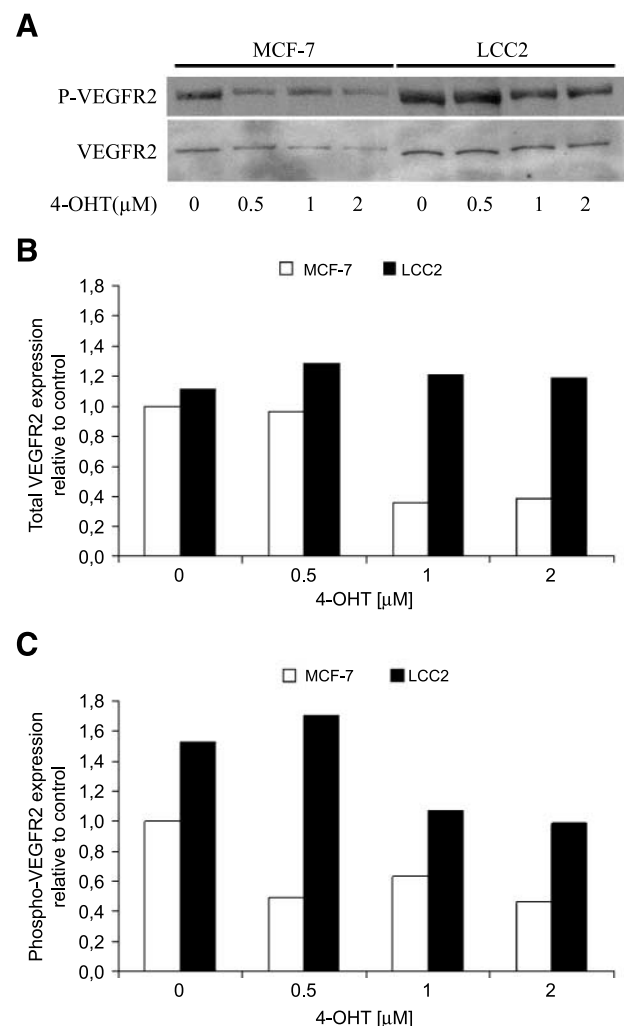 A
MCF-7 LCC2
P-VEGFR2
VEGFR2
4-OHT(µM) 0 0.5 1 2 0 0.5 1 2
B
MCF-7 LCC2
1,8
1,6
1,4
1,2
1,0
0,8
0,6
0,4
0,2
0,0
Total VEGFR2 expression
relative to control
0 0.5 1 2
4-OHT [µM]
C
MCF-7 LCC2
1,8
1,6
1,4
1,2
1,0
0,8
0,6
0,4
0,2
0,0
Phospho-VEGFR2 expression
relative to control
0 0.5 1 2
4-OHT [µM]